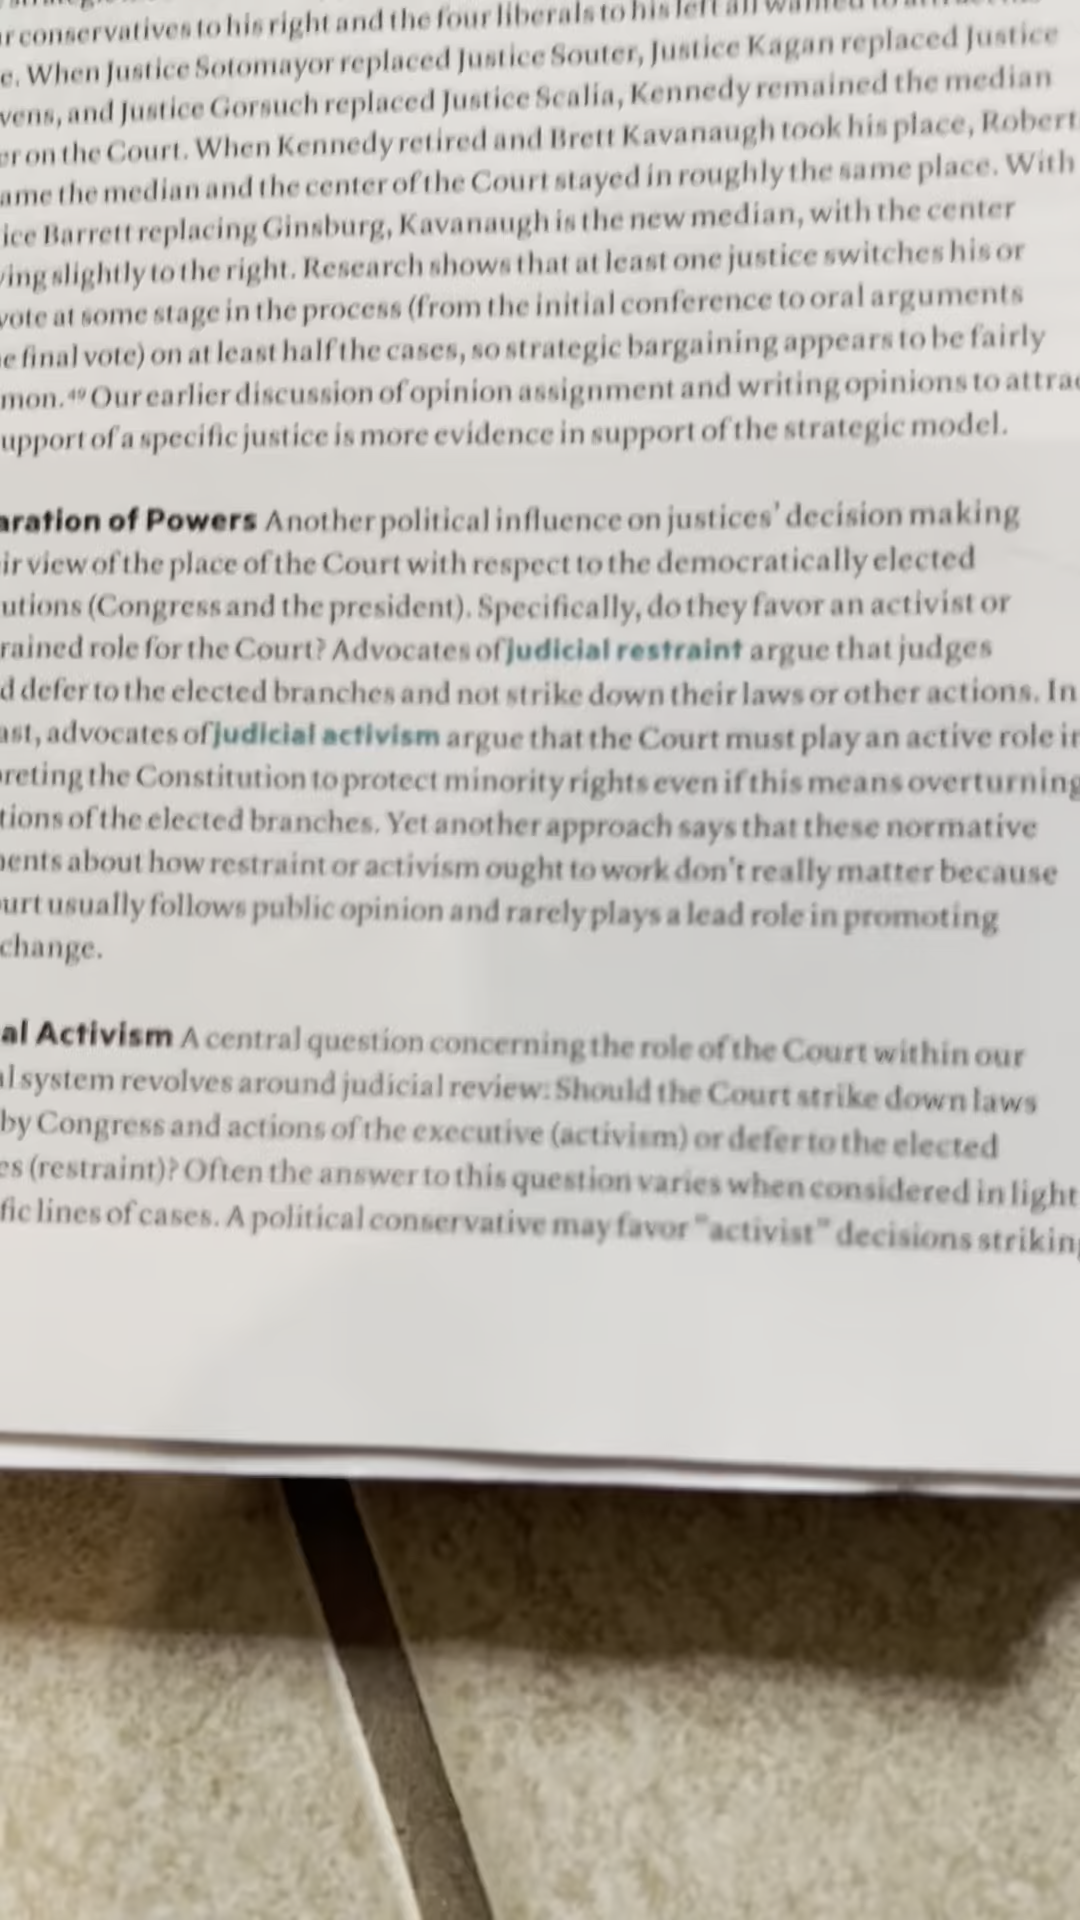 conservatives to his right and the four liberals to his left all wanted to
e. When Justice Sotomayor replaced Justice Souter, Justice Kagan replaced Justice
vens, and Justice Gorsuch replaced Justice Scalia, Kennedy remained the median
er on the Court. When Kennedy retired and Brett Kavanaugh took his place, Robert
ame the median and the center of the Court stayed in roughly the same place. With
ice Barrett replacing Ginsburg, Kavanaugh is the new median, with the center
ving slightly to the right. Research shows that at least one justice switches his or
vote at some stage in the process (from the initial conference to oral arguments
e final vote) on at least half the cases, so strategic bargaining appears to be fairly
mon.⁴⁹ Our earlier discussion of opinion assignment and writing opinions to attrac
upport of a specific justice is more evidence in support of the strategic model.
aration of Powers Another political influence on justices' decision making
ir view of the place of the Court with respect to the democratically elected
utions (Congress and the president). Specifically, do they favor an activist or
rained role for the Court? Advocates of judicial restraint argue that judges
d defer to the elected branches and not strike down their laws or other actions. In
ast, advocates of judicial activism argue that the Court must play an active role in
preting the Constitution to protect minority rights even if this means overturning
tions of the elected branches. Yet another approach says that these normative
ents about how restraint or activism ought to work don't really matter because
ourt usually follows public opinion and rarely plays a lead role in promoting
change.
al Activism A central question concerning the role of the Court within our
al system revolves around judicial review: Should the Court strike down laws
by Congress and actions of the executive (activism) or defer to the elected
es (restraint)? Often the answer to this question varies when considered in light
fic lines of cases. A political conservative may favor "activist" decisions striking